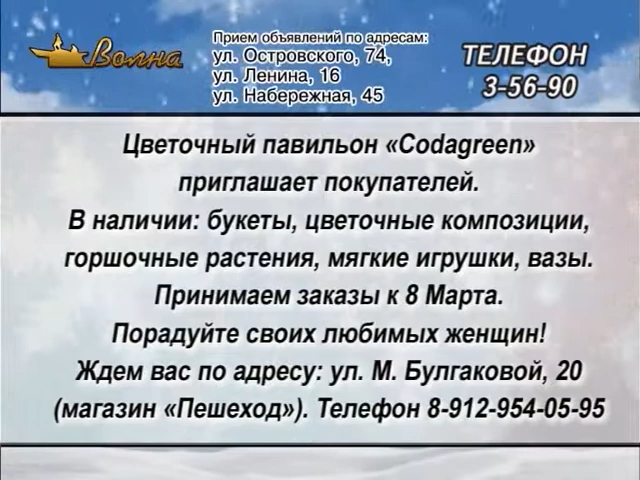 Волна
Прием объявлений по адресам:
ул. Островского, 74,
ул. Ленина, 16
ул. Набережная, 45
ТЕЛЕФОН
3-56-90
Цветочный павильон «Codagreen»
приглашает покупателей.
В наличии: букеты, цветочные композиции,
горшочные растения, мягкие игрушки, вазы.
Принимаем заказы к 8 Марта.
Порадуйте своих любимых женщин!
Ждем вас по адресу: ул. М. Булгаковой, 20
(магазин «Пешеход»). Телефон 8-912-954-05-95